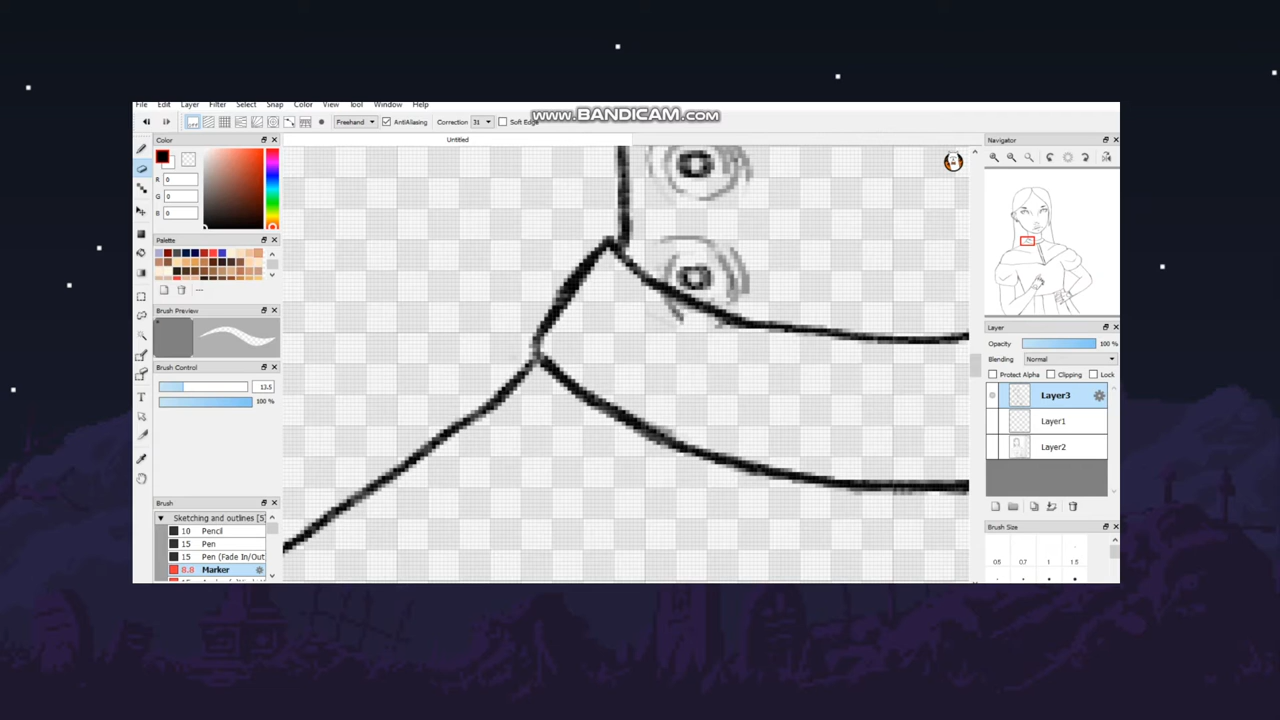 File Edit Layer Filter Select Snap Color View Tool Window Help
www.BANDICAM.com
OFF Freehand AntiAliasing Correction 31 Soft Edge
Color
Untitled
Navigator
R 0
G 0
B 0
Palette
---
Brush Preview
Brush Control
13.5
100 %
Layer
Opacity 100 %
Blending Normal
Protect Alpha Clipping Lock
Layer3
Layer1
Layer2
Brush
Sketching and outlines [5]
10 Pencil
15 Pen
15 Pen (Fade In/Out
8.8 Marker
Brush Size
0.5 0.7 1 1.5